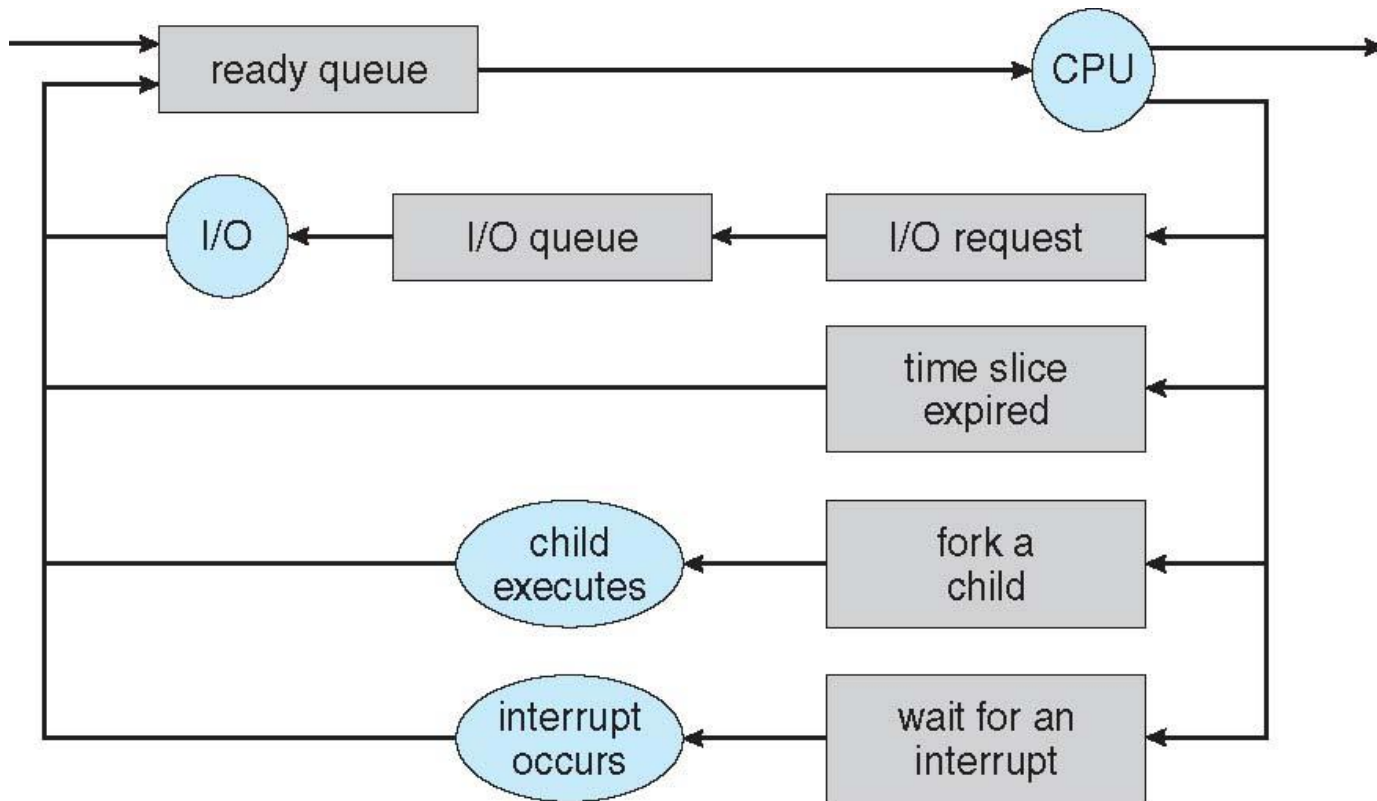 ready queue
CPU
I/O
I/O queue
I/O request
time slice
expired
child
executes
fork a
child
interrupt
occurs
wait for an
interrupt